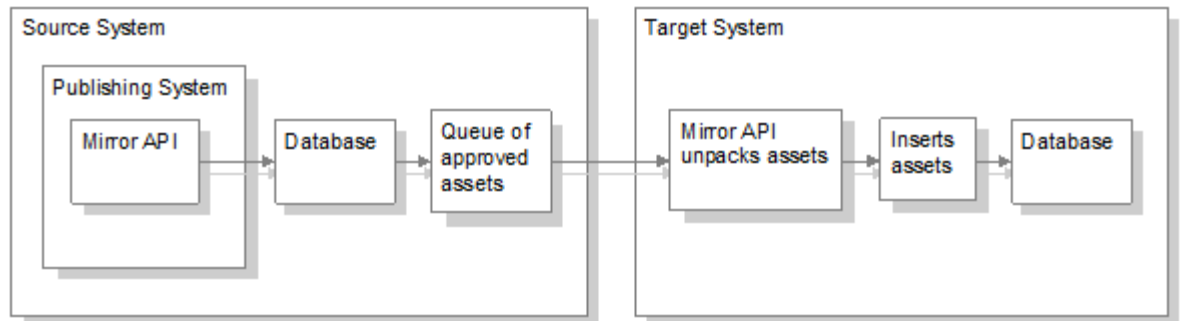 Source System
Publishing System
Mirror API
Database
Queue of
approved
assets
Target System
Mirror API
unpacks assets
Inserts
assets
Database